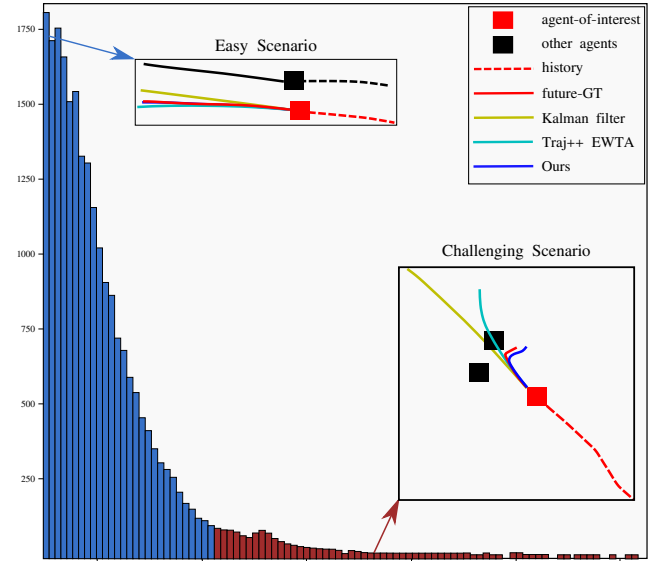 Easy Scenario
agent-of-interest
other agents
history
future-GT
Kalman filter
Traj++ EWTA
Ours
Challenging Scenario
1750
1500
1250
1000
750
500
250